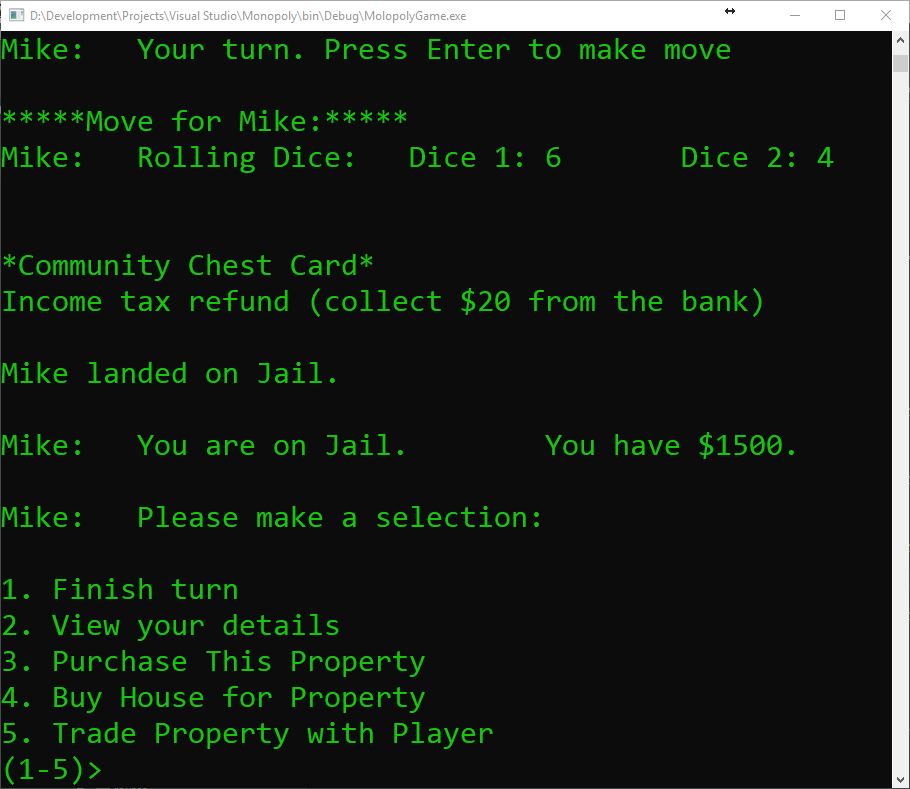 D:\Development\Projects\Visual Studio\Monopoly\bin\Debug\MolopolyGame.exe
Mike:   Your turn. Press Enter to make move
*****Move for Mike:*****
Mike:   Rolling Dice:   Dice 1: 6       Dice 2: 4
*Community Chest Card*
Income tax refund (collect $20 from the bank)
Mike landed on Jail.
Mike:   You are on Jail.        You have $1500.
Mike:   Please make a selection:
1. Finish turn
2. View your details
3. Purchase This Property
4. Buy House for Property
5. Trade Property with Player
(1-5)>